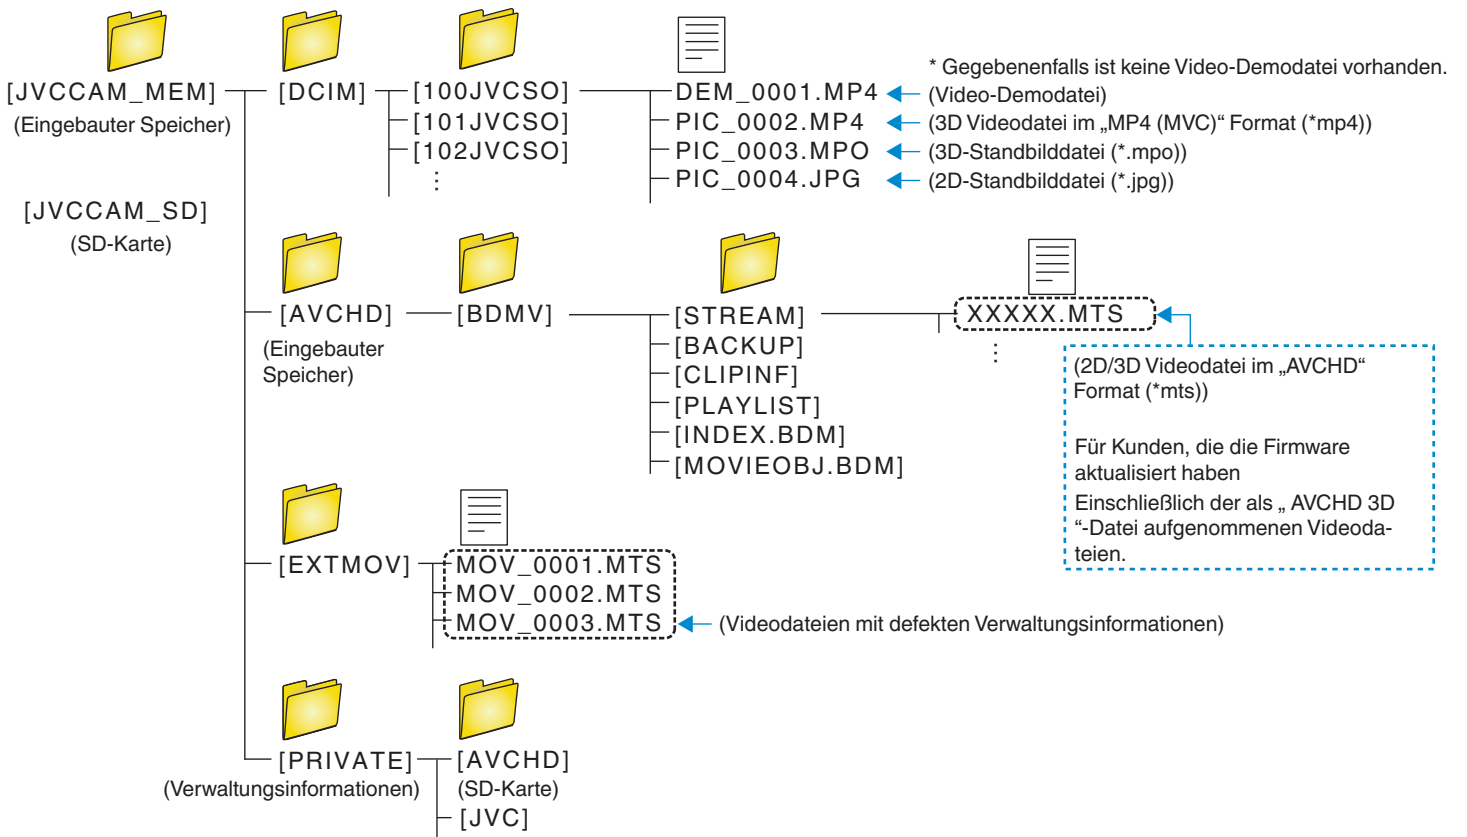 * Gegebenenfalls ist keine Video-Demodatei vorhanden.
[JVCCAM_MEM]
(Eingebauter Speicher)
[JVCCAM_SD]
(SD-Karte)
[DCIM]
[100JVCSO]
[101JVCSO]
[102JVCSO]
⋮
DEM_0001.MP4
(Video-Demodatei)
PIC_0002.MP4
(3D Videodatei im „MP4 (MVC)“ Format (*mp4))
PIC_0003.MPO
(3D-Standbilddatei (*.mpo))
PIC_0004.JPG
(2D-Standbilddatei (*.jpg))
[AVCHD]
(Eingebauter
Speicher)
[BDMV]
[STREAM]
[BACKUP]
[CLIPINF]
[PLAYLIST]
[INDEX.BDM]
[MOVIEOBJ.BDM]
XXXXX.MTS
⋮
(2D/3D Videodatei im „AVCHD“
Format (*mts))
Für Kunden, die die Firmware
aktualisiert haben
Einschließlich der als „ AVCHD 3D
“-Datei aufgenommenen Videoda-
teien.
[EXTMOV]
MOV_0001.MTS
MOV_0002.MTS
MOV_0003.MTS
(Videodateien mit defekten Verwaltungsinformationen)
[PRIVATE]
(Verwaltungsinformationen)
[AVCHD]
(SD-Karte)
[JVC]